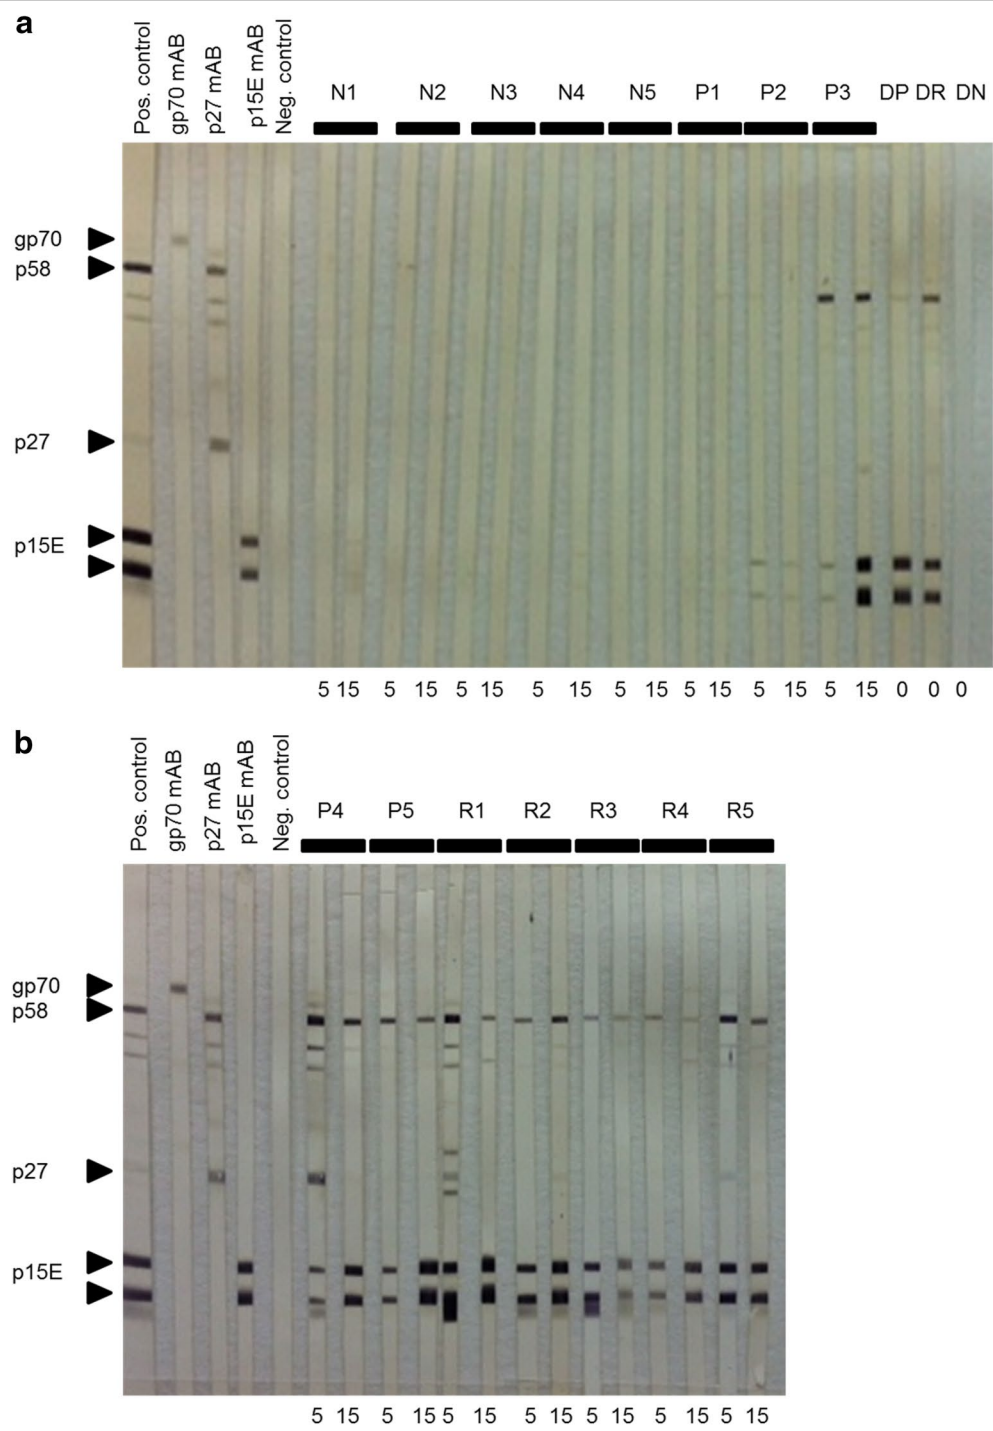 a
Pos. control
gp70 mAB
p27 mAB
p15E mAB
Neg. control
N1 N2 N3 N4 N5 P1 P2 P3 DP DR DN
gp70
p58
p27
p15E
5 15 5 15 5 15 5 15 5 15 5 15 5 15 5 15 0 0 0
b
Pos. control
gp70 mAB
p27 mAB
p15E mAB
Neg. control
P4 P5 R1 R2 R3 R4 R5
gp70
p58
p27
p15E
5 15 5 15 5 15 5 15 5 15 5 15 5 15